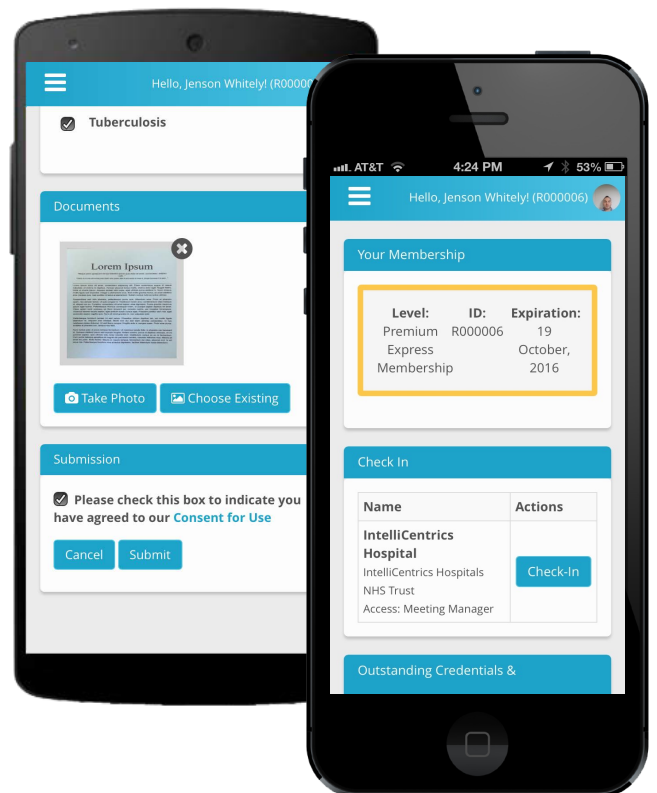 Hello, Jenson Whitely! (R00000
Tuberculosis
Documents
Lorem Ipsum
Take Photo
Choose Existing
Submission
Please check this box to indicate you
have agreed to our Consent for Use
Cancel
Submit
AT&T
4:24 PM
53%
Hello, Jenson Whitely! (R000006)
Your Membership
Level: ID: Expiration:
Premium R000006 19
Express October,
Membership 2016
Check In
Name Actions
IntelliCentrics
Hospital
IntelliCentrics Hospitals
NHS Trust
Access: Meeting Manager
Check-In
Outstanding Credentials &